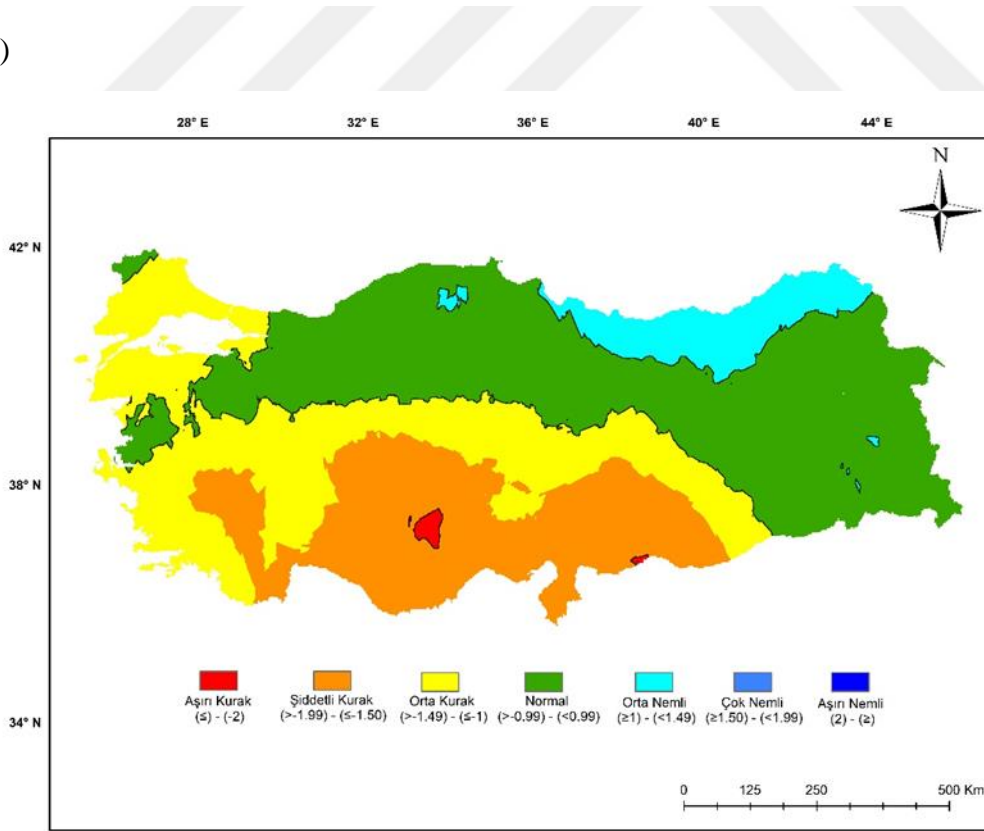 )
28° E 32° E 36° E 40° E 44° E
N
42° N
38° N
34° N
Aşırı Kurak Şiddetli Kurak Orta Kurak Normal Orta Nemli Çok Nemli Aşırı Nemli
(≤) - (-2) (>-1.99) - (≤-1.50) (>-1.49) - (≤-1) (>-0.99) - (<0.99) (≥1) - (<1.49) (≥1.50) - (<1.99) (2) - (≥)
0 125 250 500 Km